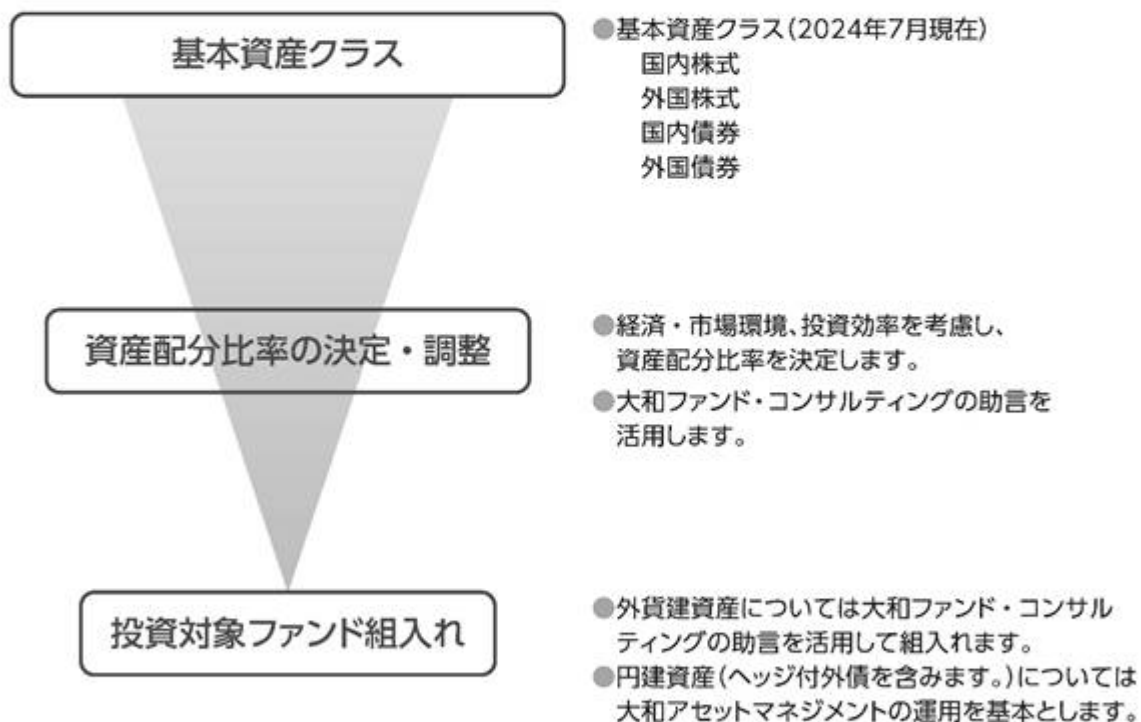 基本資産クラス
●基本資産クラス(2024年7月現在)
国内株式
外国株式
国内債券
外国債券
資産配分比率の決定・調整
●経済・市場環境、投資効率を考慮し、
資産配分比率を決定します。
●大和ファンド・コンサルティングの助言を
活用します。
投資対象ファンド組入れ
●外貨建資産については大和ファンド・コンサル
ティングの助言を活用して組入れます。
●円建資産(ヘッジ付外債を含みます。)については
大和アセットマネジメントの運用を基本とします。